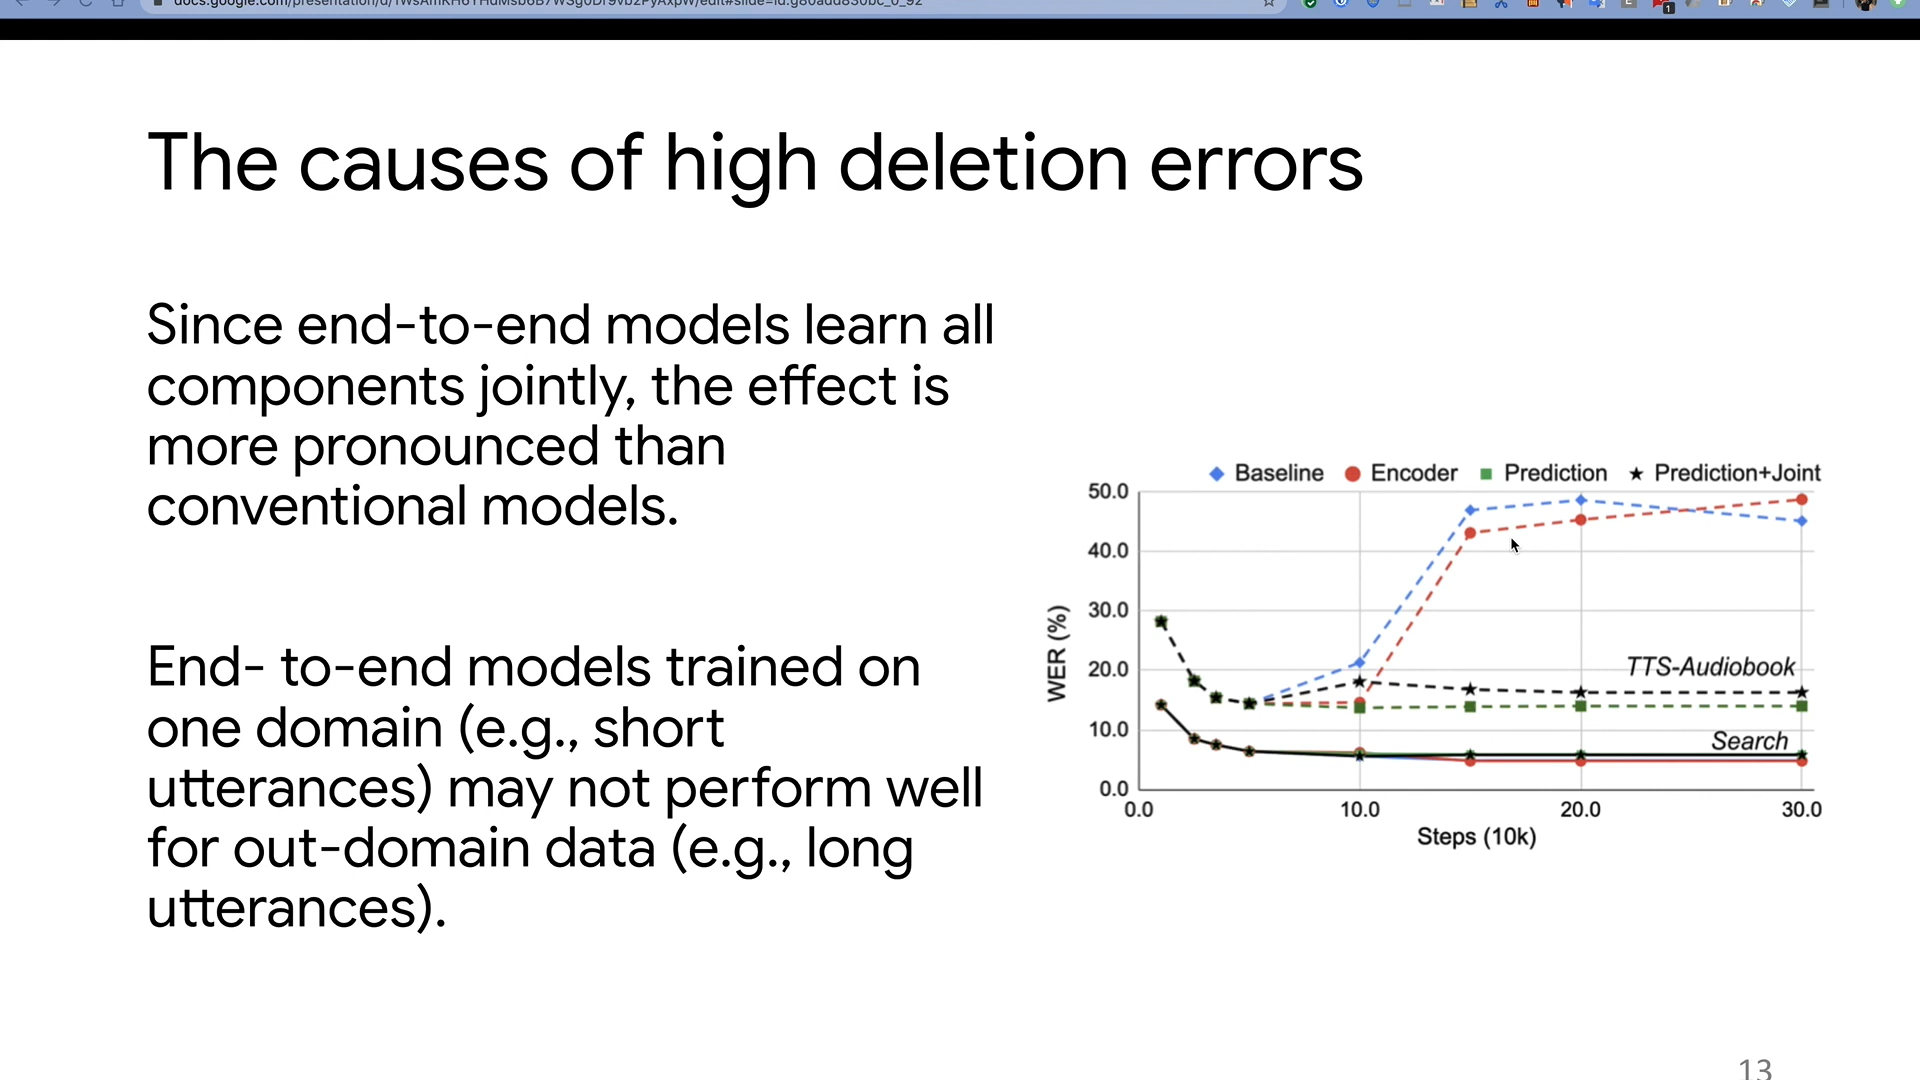 The causes of high deletion errors
Since end-to-end models learn all
components jointly, the effect is
more pronounced than
conventional models.
End- to-end models trained on
one domain (e.g., short
utterances) may not perform well
for out-domain data (e.g., long
utterances).
Baseline Encoder Prediction Prediction+Joint
50.0
40.0
30.0
20.0
10.0
0.0
WER (%)
TTS-Audiobook
Search
0.0 10.0 20.0 30.0
Steps (10k)
13